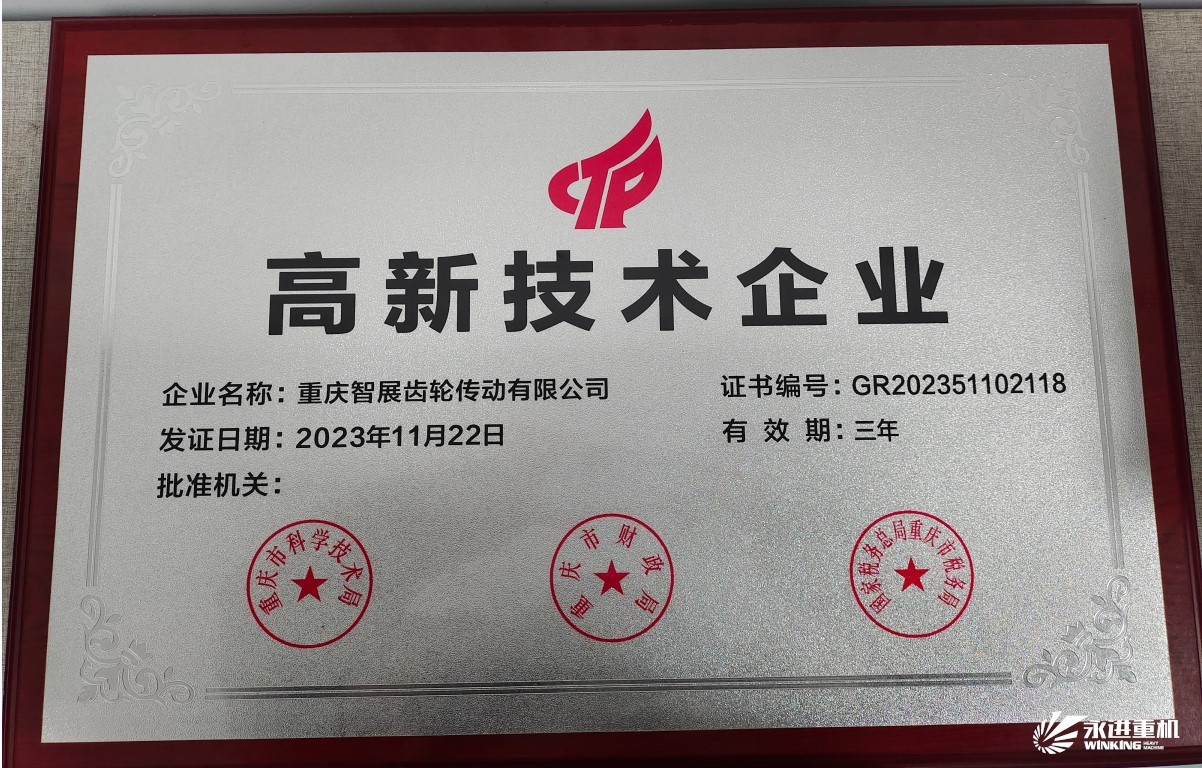 CTP
高新技术企业
企业名称：重庆智展齿轮传动有限公司
证书编号：GR202351102118
发证日期：2023年11月22日
有 效 期：三年
批准机关：
重庆市科学技术局
重庆市财政局
国家税务总局重庆市税务局
永进重机
WINKING HEAVY MACHINE